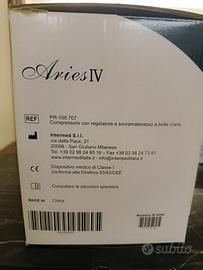 Aries IV
REF
PR-100.707
Compressore con regolatore e sovramaterasso a bolle d'aria
Intermed S.r.l.
via della Pace, 21
20098 - San Giuliano Milanese
tel. +39 02 98 24 80 16 - Fax +39 02 98 24 73 61
www.intermeditalia.it - info@intermeditalia.it
Dispositivo medico di Classe I
conforme alla Direttiva 93/42/CEE
Consultare le istruzioni operative
MADE IN
China
subito